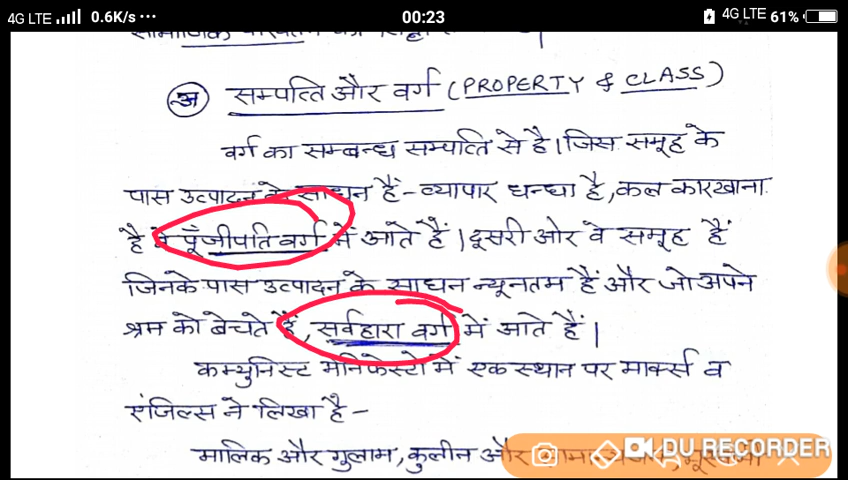 4G LTE 0.6K/s ... 00:23 4G LTE 61%
अ सम्पत्ति और वर्ग (PROPERTY & CLASS)
वर्ग का सम्बन्ध सम्पत्ति से है। जिस समूह के
पास उत्पादन के साधन हैं - व्यापार धन्धा है, कल कारखाना
है वे पूँजीपति वर्ग में आते हैं। दूसरी ओर वे समूह हैं
जिनके पास उत्पादन के साधन न्यूनतम हैं और जो अपने
श्रम को बेचते हैं, सर्वहारा वर्ग में आते हैं।
कम्युनिस्ट मेनिफेस्टो में एक स्थान पर मार्क्स व
एंजिल्स ने लिखा है -
मालिक और गुलाम, कुलीन और
DU RECORDER